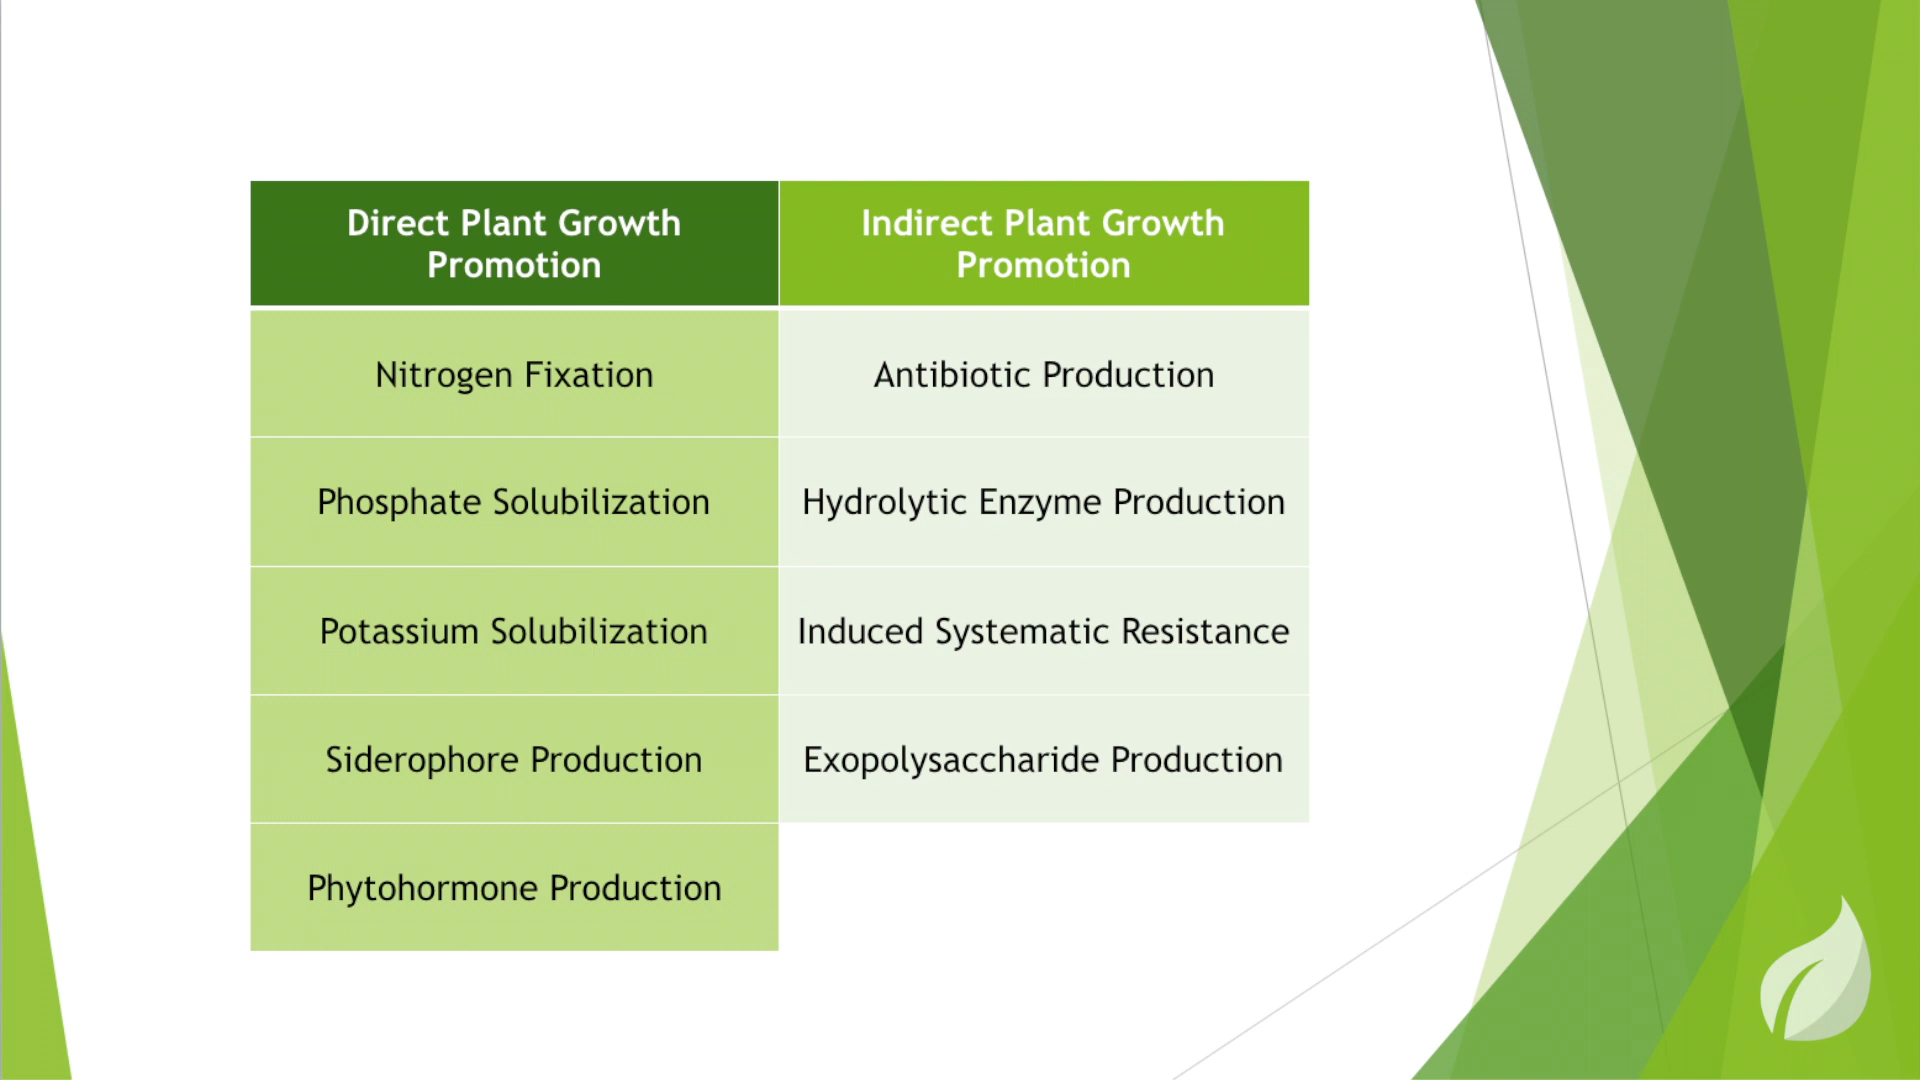 Direct Plant Growth
Promotion
Indirect Plant Growth
Promotion
Nitrogen Fixation
Antibiotic Production
Phosphate Solubilization
Hydrolytic Enzyme Production
Potassium Solubilization
Induced Systematic Resistance
Siderophore Production
Exopolysaccharide Production
Phytohormone Production